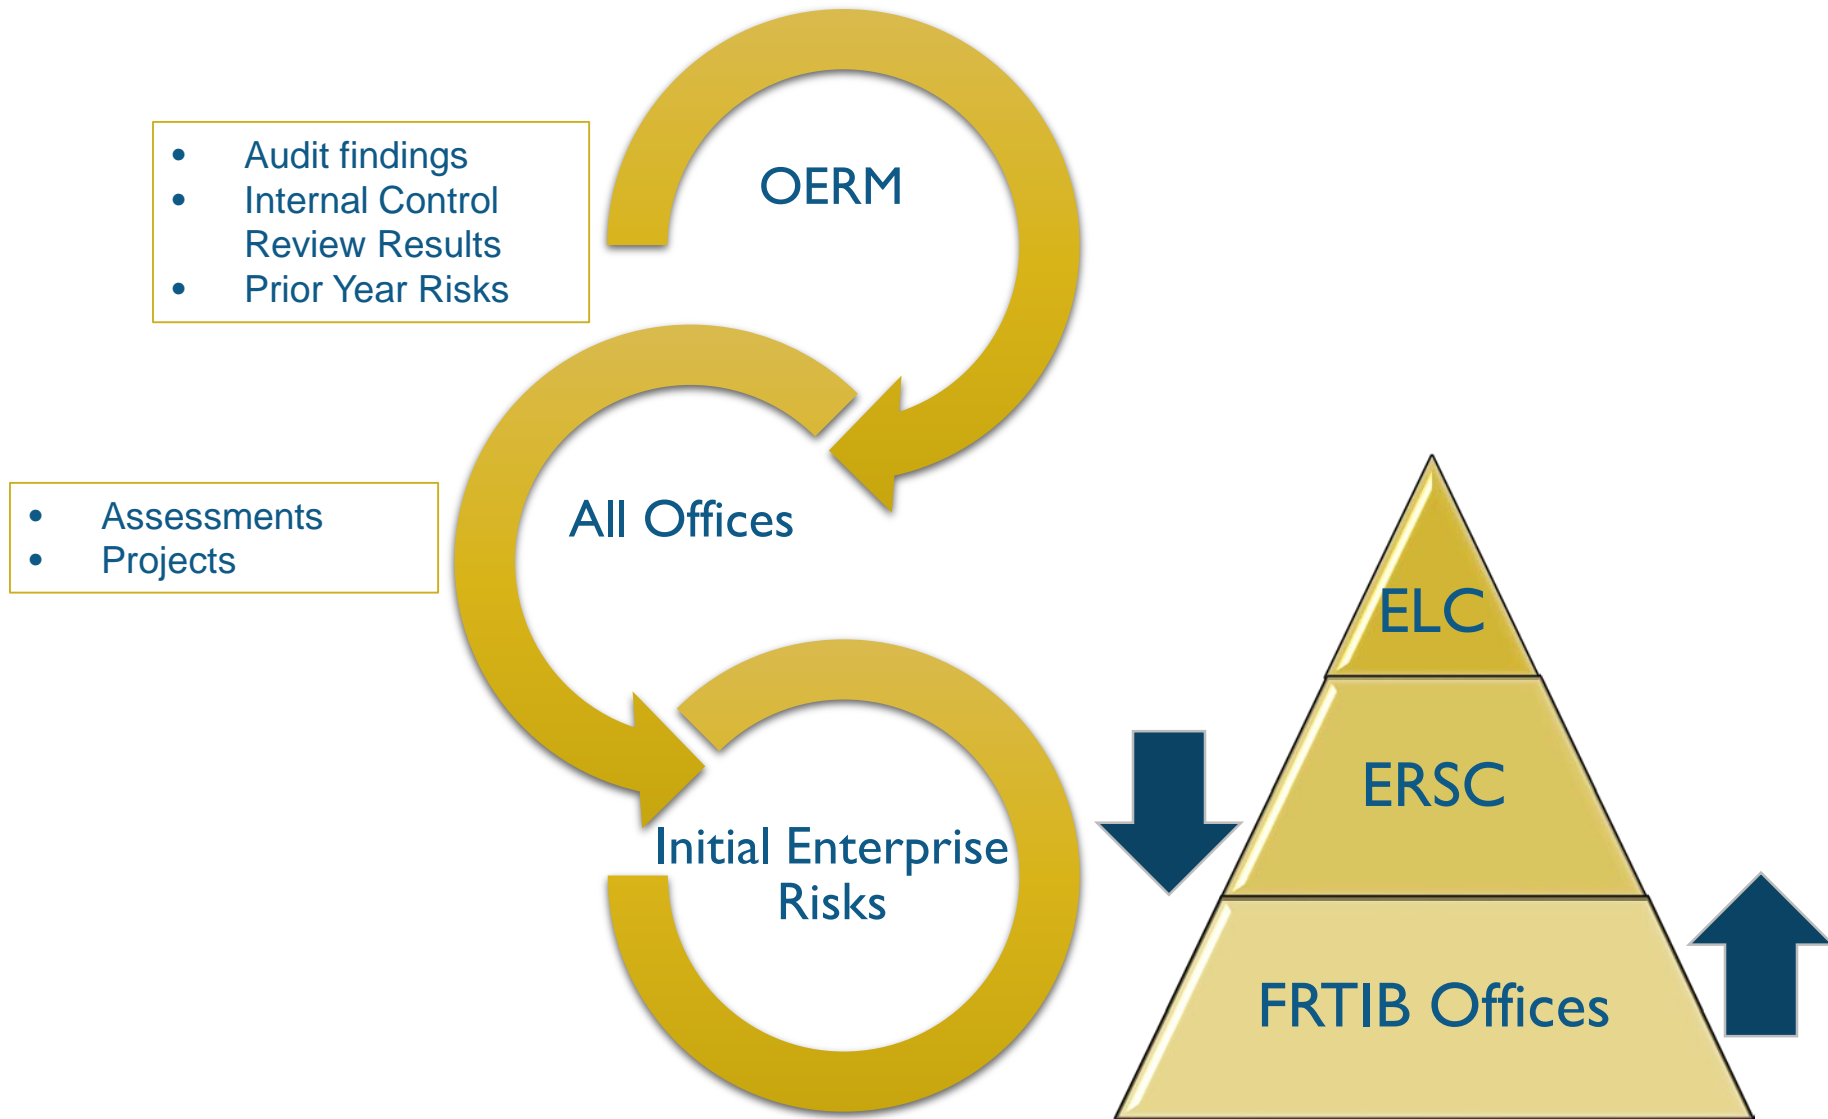 • Audit findings
• Internal Control
Review Results
• Prior Year Risks
OERM
• Assessments
• Projects
All Offices
Initial Enterprise
Risks
ELC
ERSC
FRTIB Offices